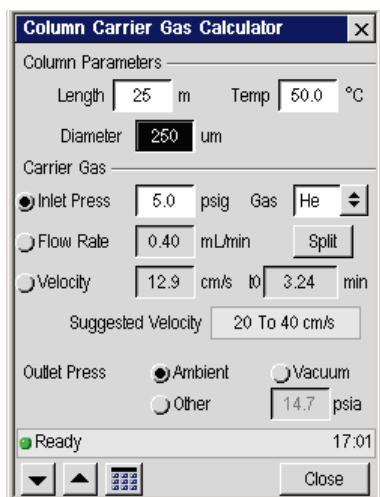 Column Carrier Gas Calculator
Column Parameters
Length 25 m Temp 50.0 °C
Diameter 250 um
Carrier Gas
Inlet Press 5.0 psig Gas He
Flow Rate 0.40 mL/min Split
Velocity 12.9 cm/s t0 3.24 min
Suggested Velocity 20 To 40 cm/s
Outlet Press Ambient Vacuum
Other 14.7 psia
Ready 17:01
Close